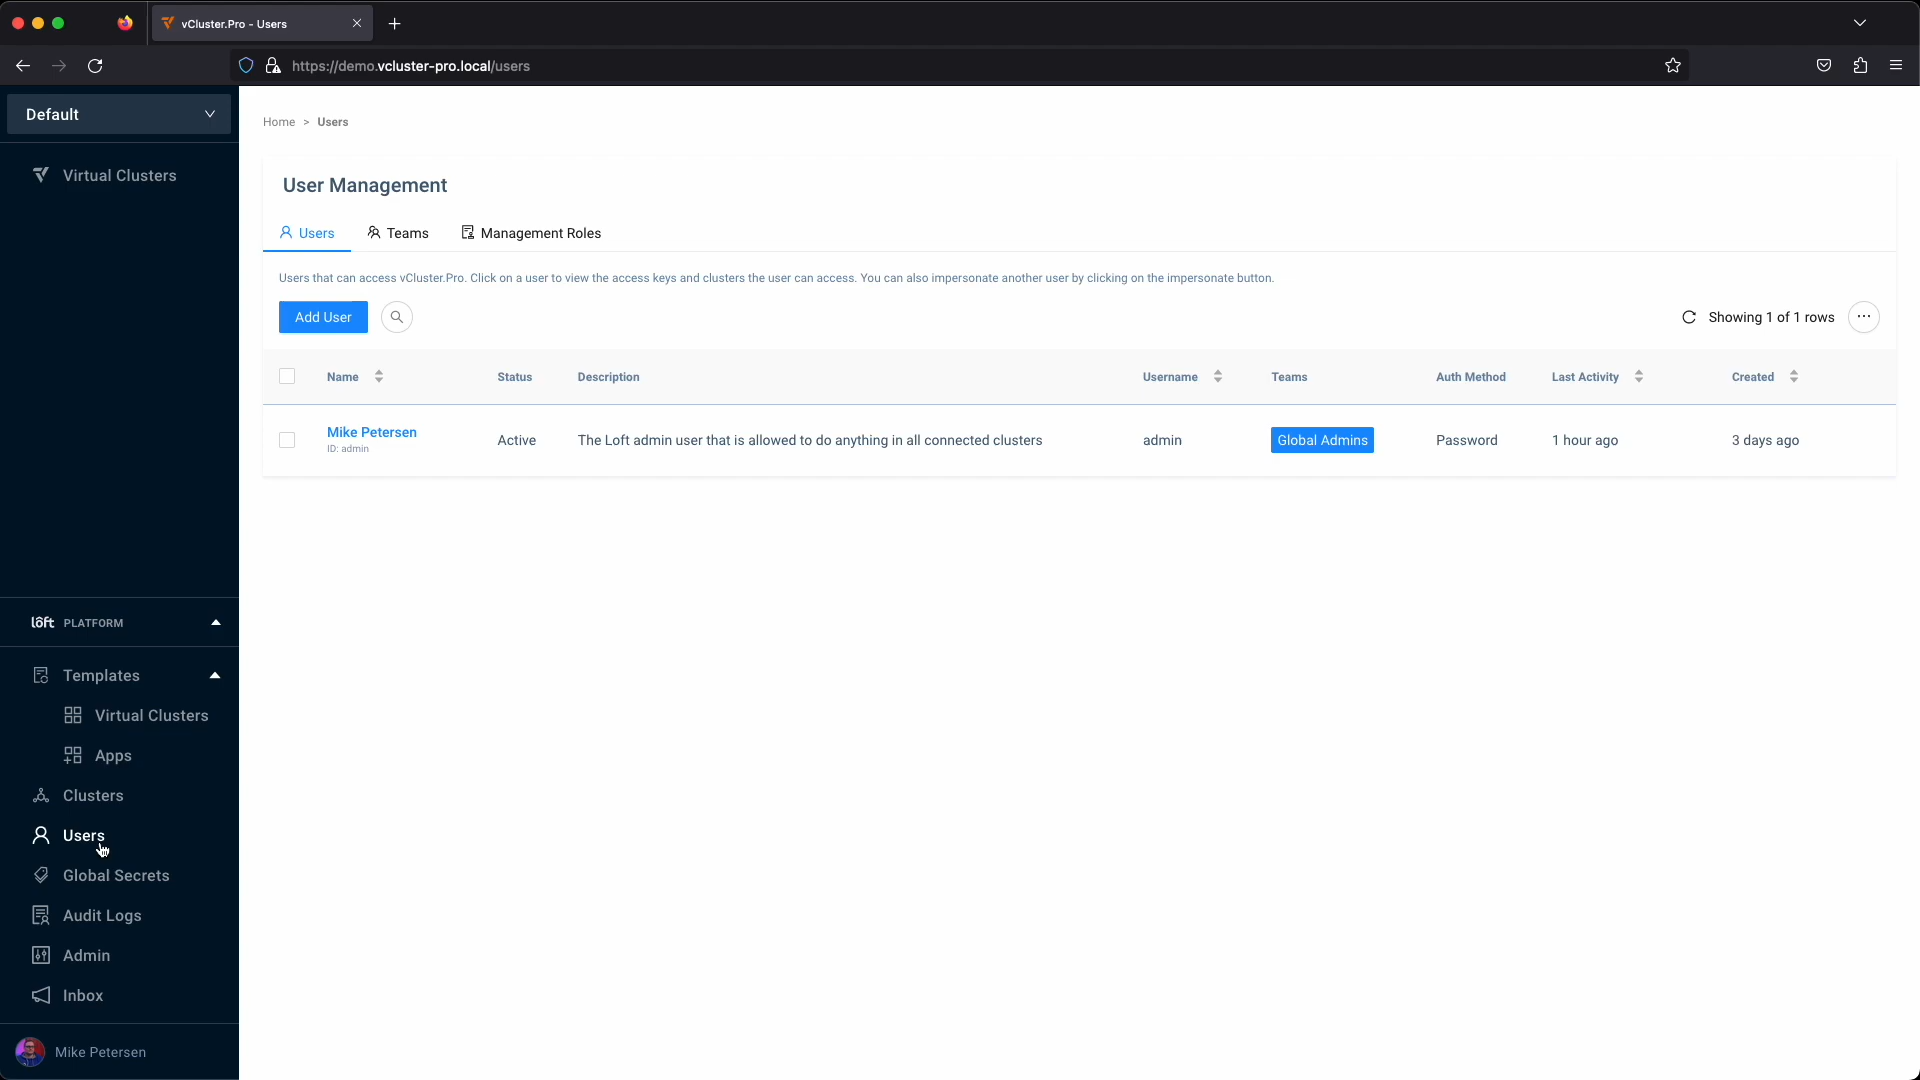 vCluster.Pro - Users
https://demo.vcluster-pro.local/users
Default
Virtual Clusters
Home > Users
User Management
Users
Teams
Management Roles
Users that can access vCluster.Pro. Click on a user to view the access keys and clusters the user can access. You can also impersonate another user by clicking on the impersonate button.
Add User
Showing 1 of 1 rows
Name Status Description Username Teams Auth Method Last Activity Created
Mike Petersen Active The Loft admin user that is allowed to do anything in all connected clusters admin Global Admins Password 1 hour ago 3 days ago
ID: admin
lôft PLATFORM
Templates
Virtual Clusters
Apps
Clusters
Users
Global Secrets
Audit Logs
Admin
Inbox
Mike Petersen